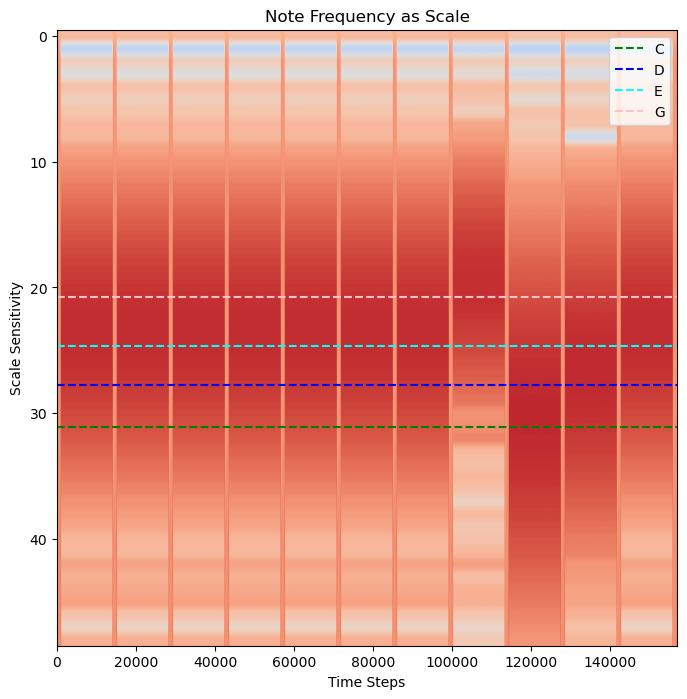 Note Frequency as Scale
C
D
E
G
0
10
20
30
40
Scale Sensitivity
0
20000
40000
60000
80000
100000
120000
140000
Time Steps